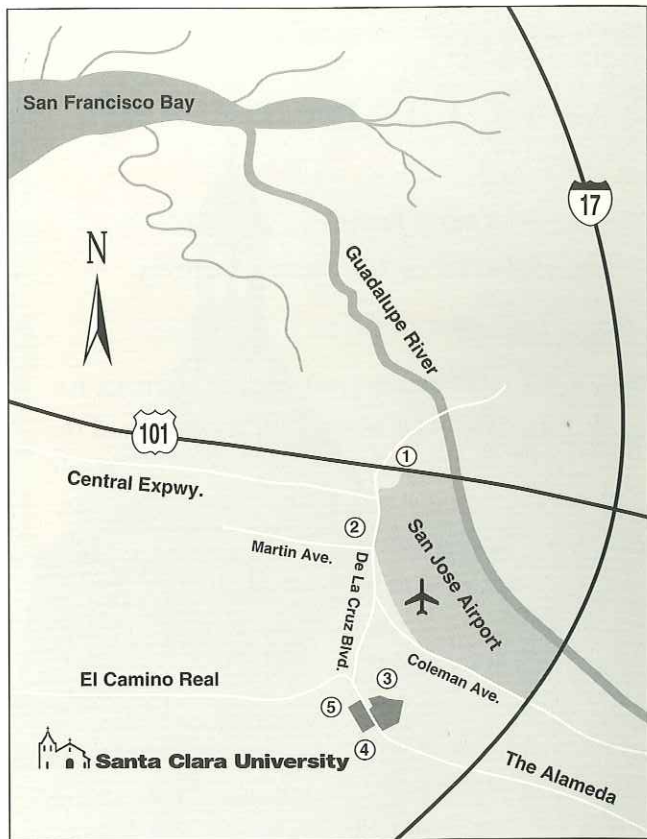 San Francisco Bay
17
N
Guadalupe River
101
①
Central Expwy.
②
Martin Ave.
San Jose Airport
De La Cruz Blvd.
Coleman Ave.
El Camino Real
③
⑤
④
Santa Clara University
The Alameda